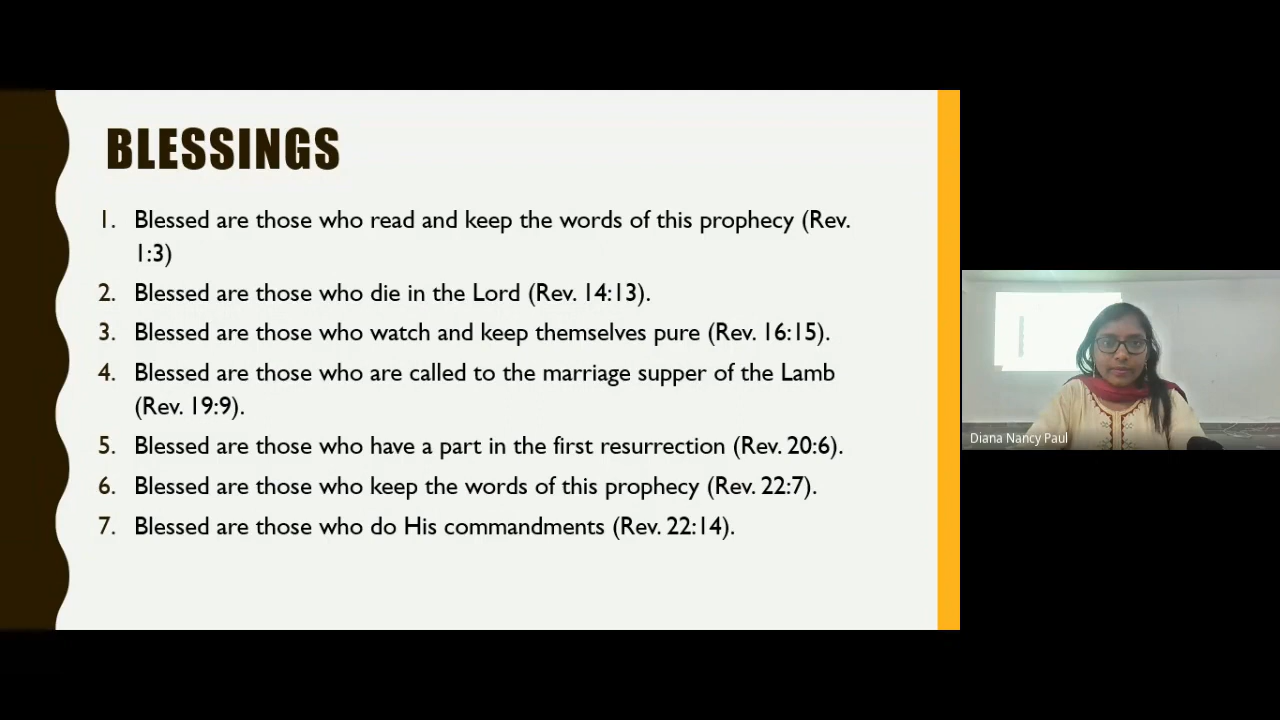 BLESSINGS
1. Blessed are those who read and keep the words of this prophecy (Rev.
1:3)
2. Blessed are those who die in the Lord (Rev. 14:13).
3. Blessed are those who watch and keep themselves pure (Rev. 16:15).
4. Blessed are those who are called to the marriage supper of the Lamb
(Rev. 19:9).
5. Blessed are those who have a part in the first resurrection (Rev. 20:6).
6. Blessed are those who keep the words of this prophecy (Rev. 22:7).
7. Blessed are those who do His commandments (Rev. 22:14).
Diana Nancy Paul